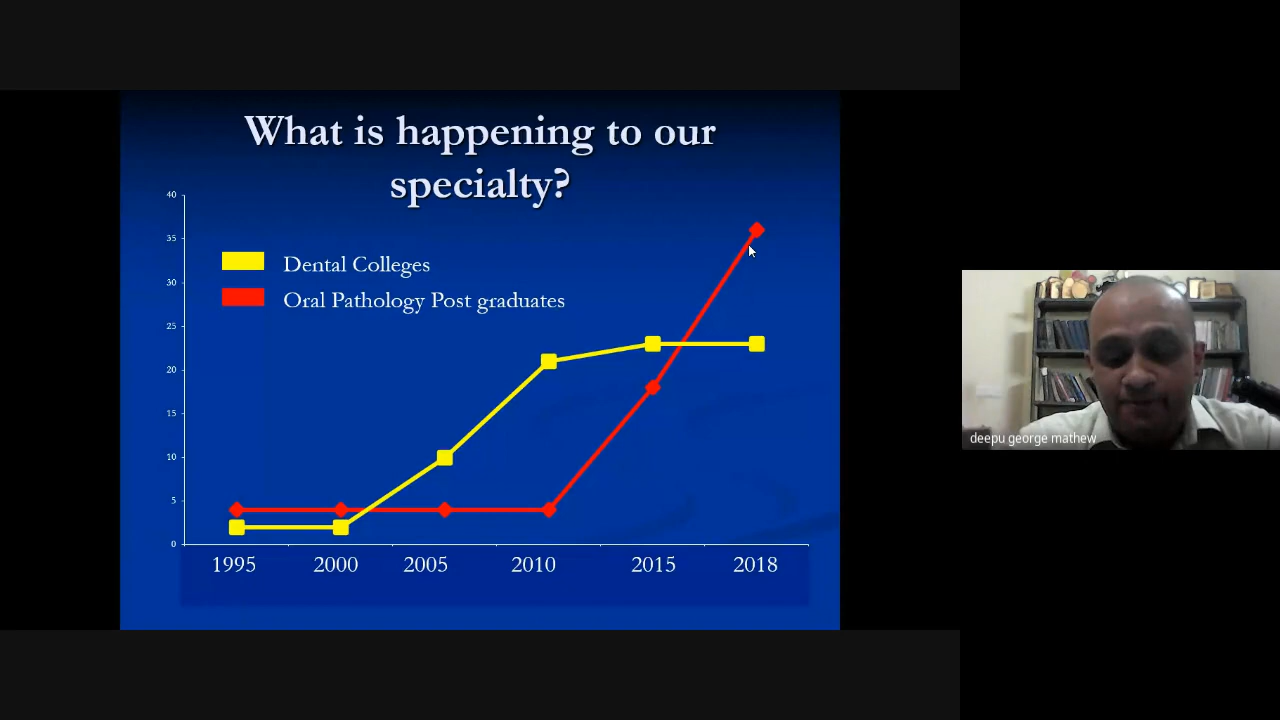 What is happening to our
specialty?
40
35
30
25
20
15
10
5
0
Dental Colleges
Oral Pathology Post graduates
1995 2000 2005 2010 2015 2018
deepu george mathew